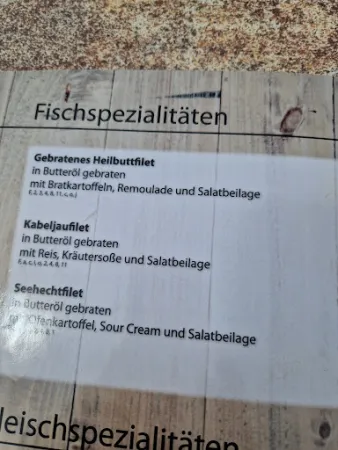 Fischspezialitäten
Gebratenes Heilbuttfilet
in Butteröl gebraten
mit Bratkartoffeln, Remoulade und Salatbeilage
Kabeljaufilet
in Butteröl gebraten
mit Reis, Kräutersoße und Salatbeilage
Seehechtfilet
in Butteröl gebraten
Ofenkartoffel, Sour Cream und Salatbeilage
leischspezialitäten